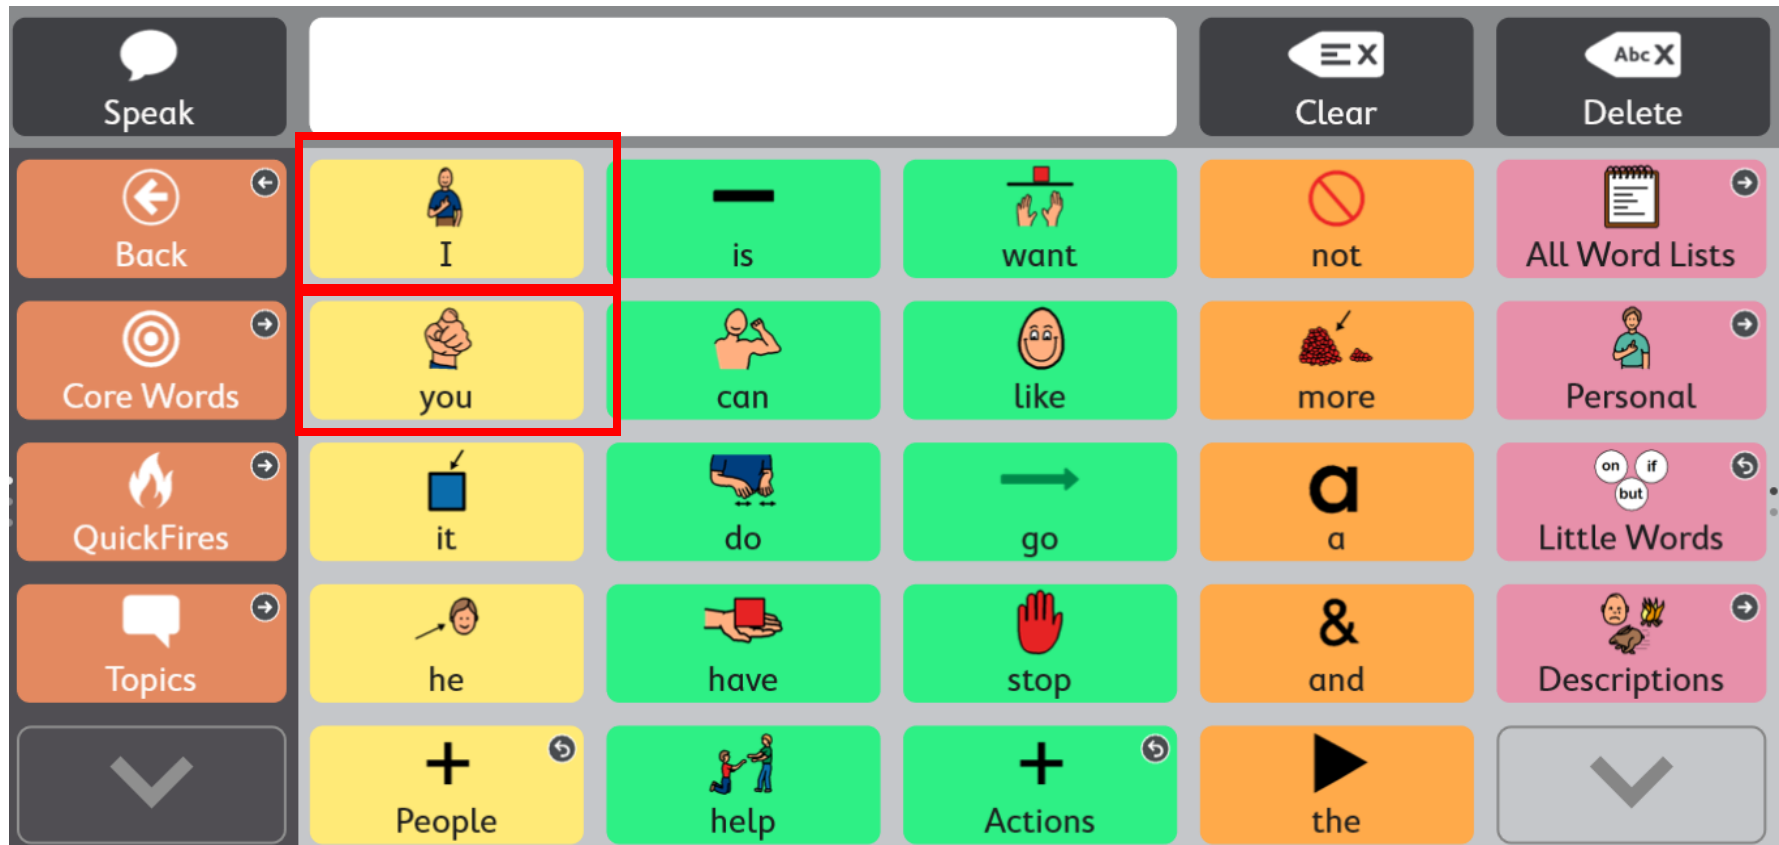 Speak
Clear
Abc X
Delete
Back
I
is
want
not
All Word Lists
Core Words
you
can
like
more
Personal
QuickFires
it
do
go
a
a
on if
but
Little Words
Topics
he
have
stop
&
and
Descriptions
People
help
Actions
the